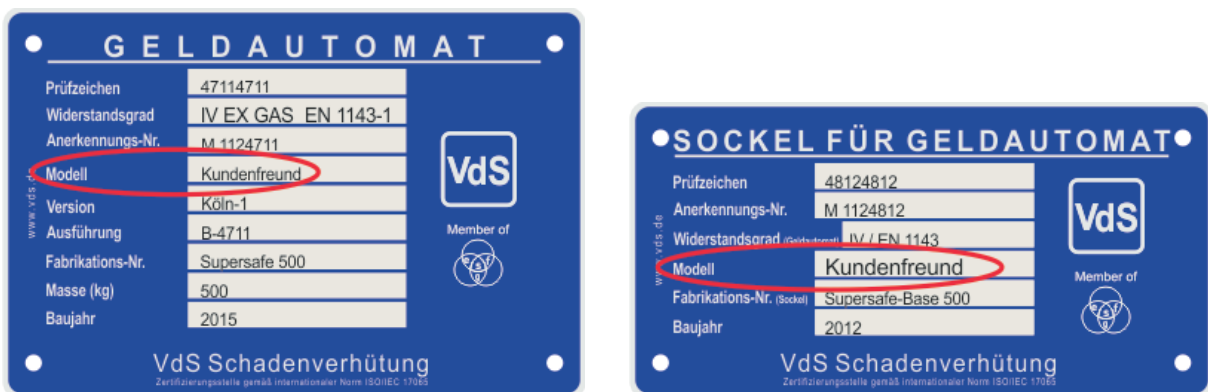 GELDAUTOMAT
Prüfzeichen 47114711
Widerstandsgrad IV EX GAS EN 1143-1
Anerkennungs-Nr. M 1124711
Modell Kundenfreund
Version Köln-1
Ausführung B-4711
Fabrikations-Nr. Supersafe 500
Masse (kg) 500
Baujahr 2015
www.vds.de
VdS
Member of
e s f g
VdS Schadenverhütung
Zertifizierungsstelle gemäß internationaler Norm ISO/IEC 17065
SOCKEL FÜR GELDAUTOMAT
Prüfzeichen 48124812
Anerkennungs-Nr. M 1124812
Widerstandsgrad (Geldautomat) IV / EN 1143
Modell Kundenfreund
Fabrikations-Nr. (Sockel) Supersafe-Base 500
Baujahr 2012
www.vds.de
VdS
Member of
e s f g
VdS Schadenverhütung
Zertifizierungsstelle gemäß internationaler Norm ISO/IEC 17065